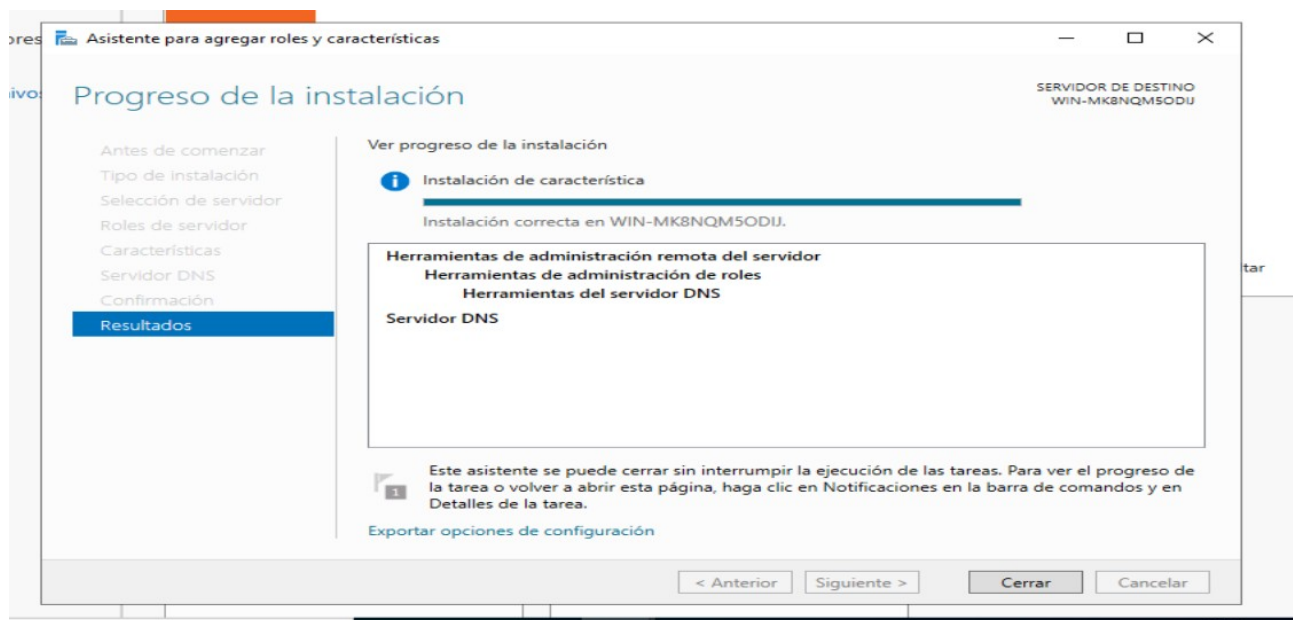 ores
Asistente para agregar roles y características
ivos
Progreso de la instalación
SERVIDOR DE DESTINO
WIN-MK8NQM5ODIJ
Antes de comenzar
Tipo de instalación
Selección de servidor
Roles de servidor
Características
Servidor DNS
Confirmación
Resultados
Ver progreso de la instalación
Instalación de característica
Instalación correcta en WIN-MK8NQM5ODIJ.
Herramientas de administración remota del servidor
Herramientas de administración de roles
Herramientas del servidor DNS
Servidor DNS
tar
1
Este asistente se puede cerrar sin interrumpir la ejecución de las tareas. Para ver el progreso de
la tarea o volver a abrir esta página, haga clic en Notificaciones en la barra de comandos y en
Detalles de la tarea.
Exportar opciones de configuración
< Anterior
Siguiente >
Cerrar
Cancelar